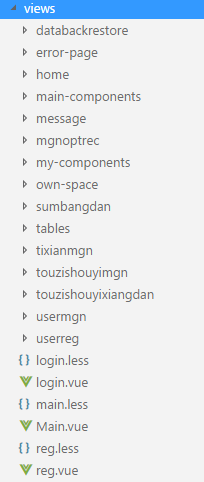 views
databackrestore
error-page
home
main-components
message
mgnoptrec
my-components
own-space
sumbangdan
tables
tixianmgn
touzishouyimgn
touzishouyixiangdan
usermgn
userreg
{ } login.less
login.vue
{ } main.less
Main.vue
{ } reg.less
reg.vue